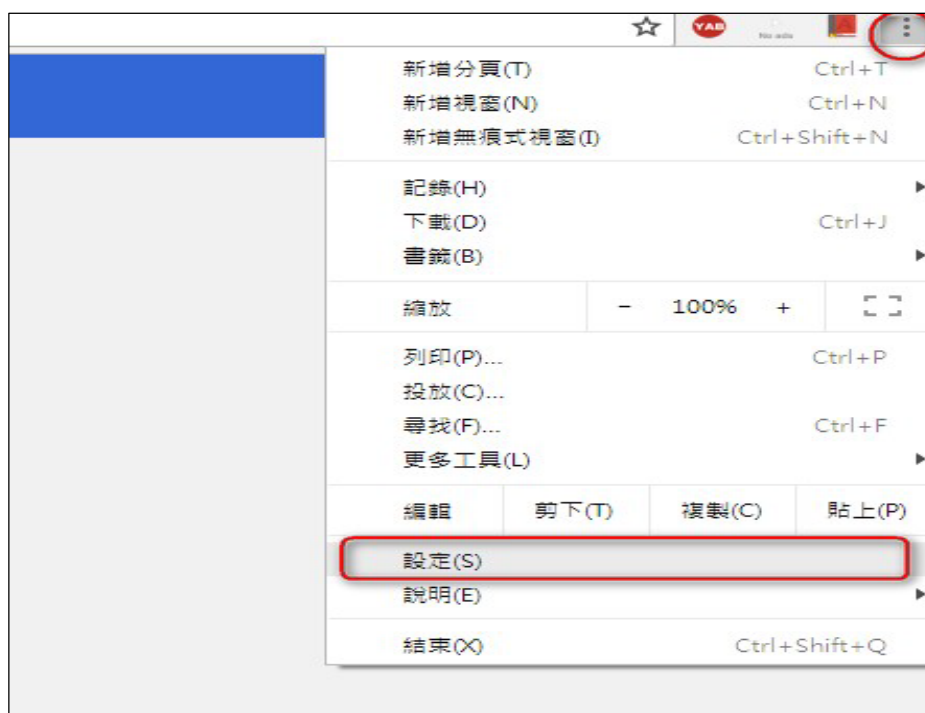 YAB No ads
新增分頁(T) Ctrl+T
新增視窗(N) Ctrl+N
新增無痕式視窗(I) Ctrl+Shift+N
記錄(H)
下載(D) Ctrl+J
書籤(B)
縮放 - 100% +
列印(P)... Ctrl+P
投放(C)...
尋找(F)... Ctrl+F
更多工具(L)
編輯 剪下(T) 複製(C) 貼上(P)
設定(S)
說明(E)
結束(X) Ctrl+Shift+Q